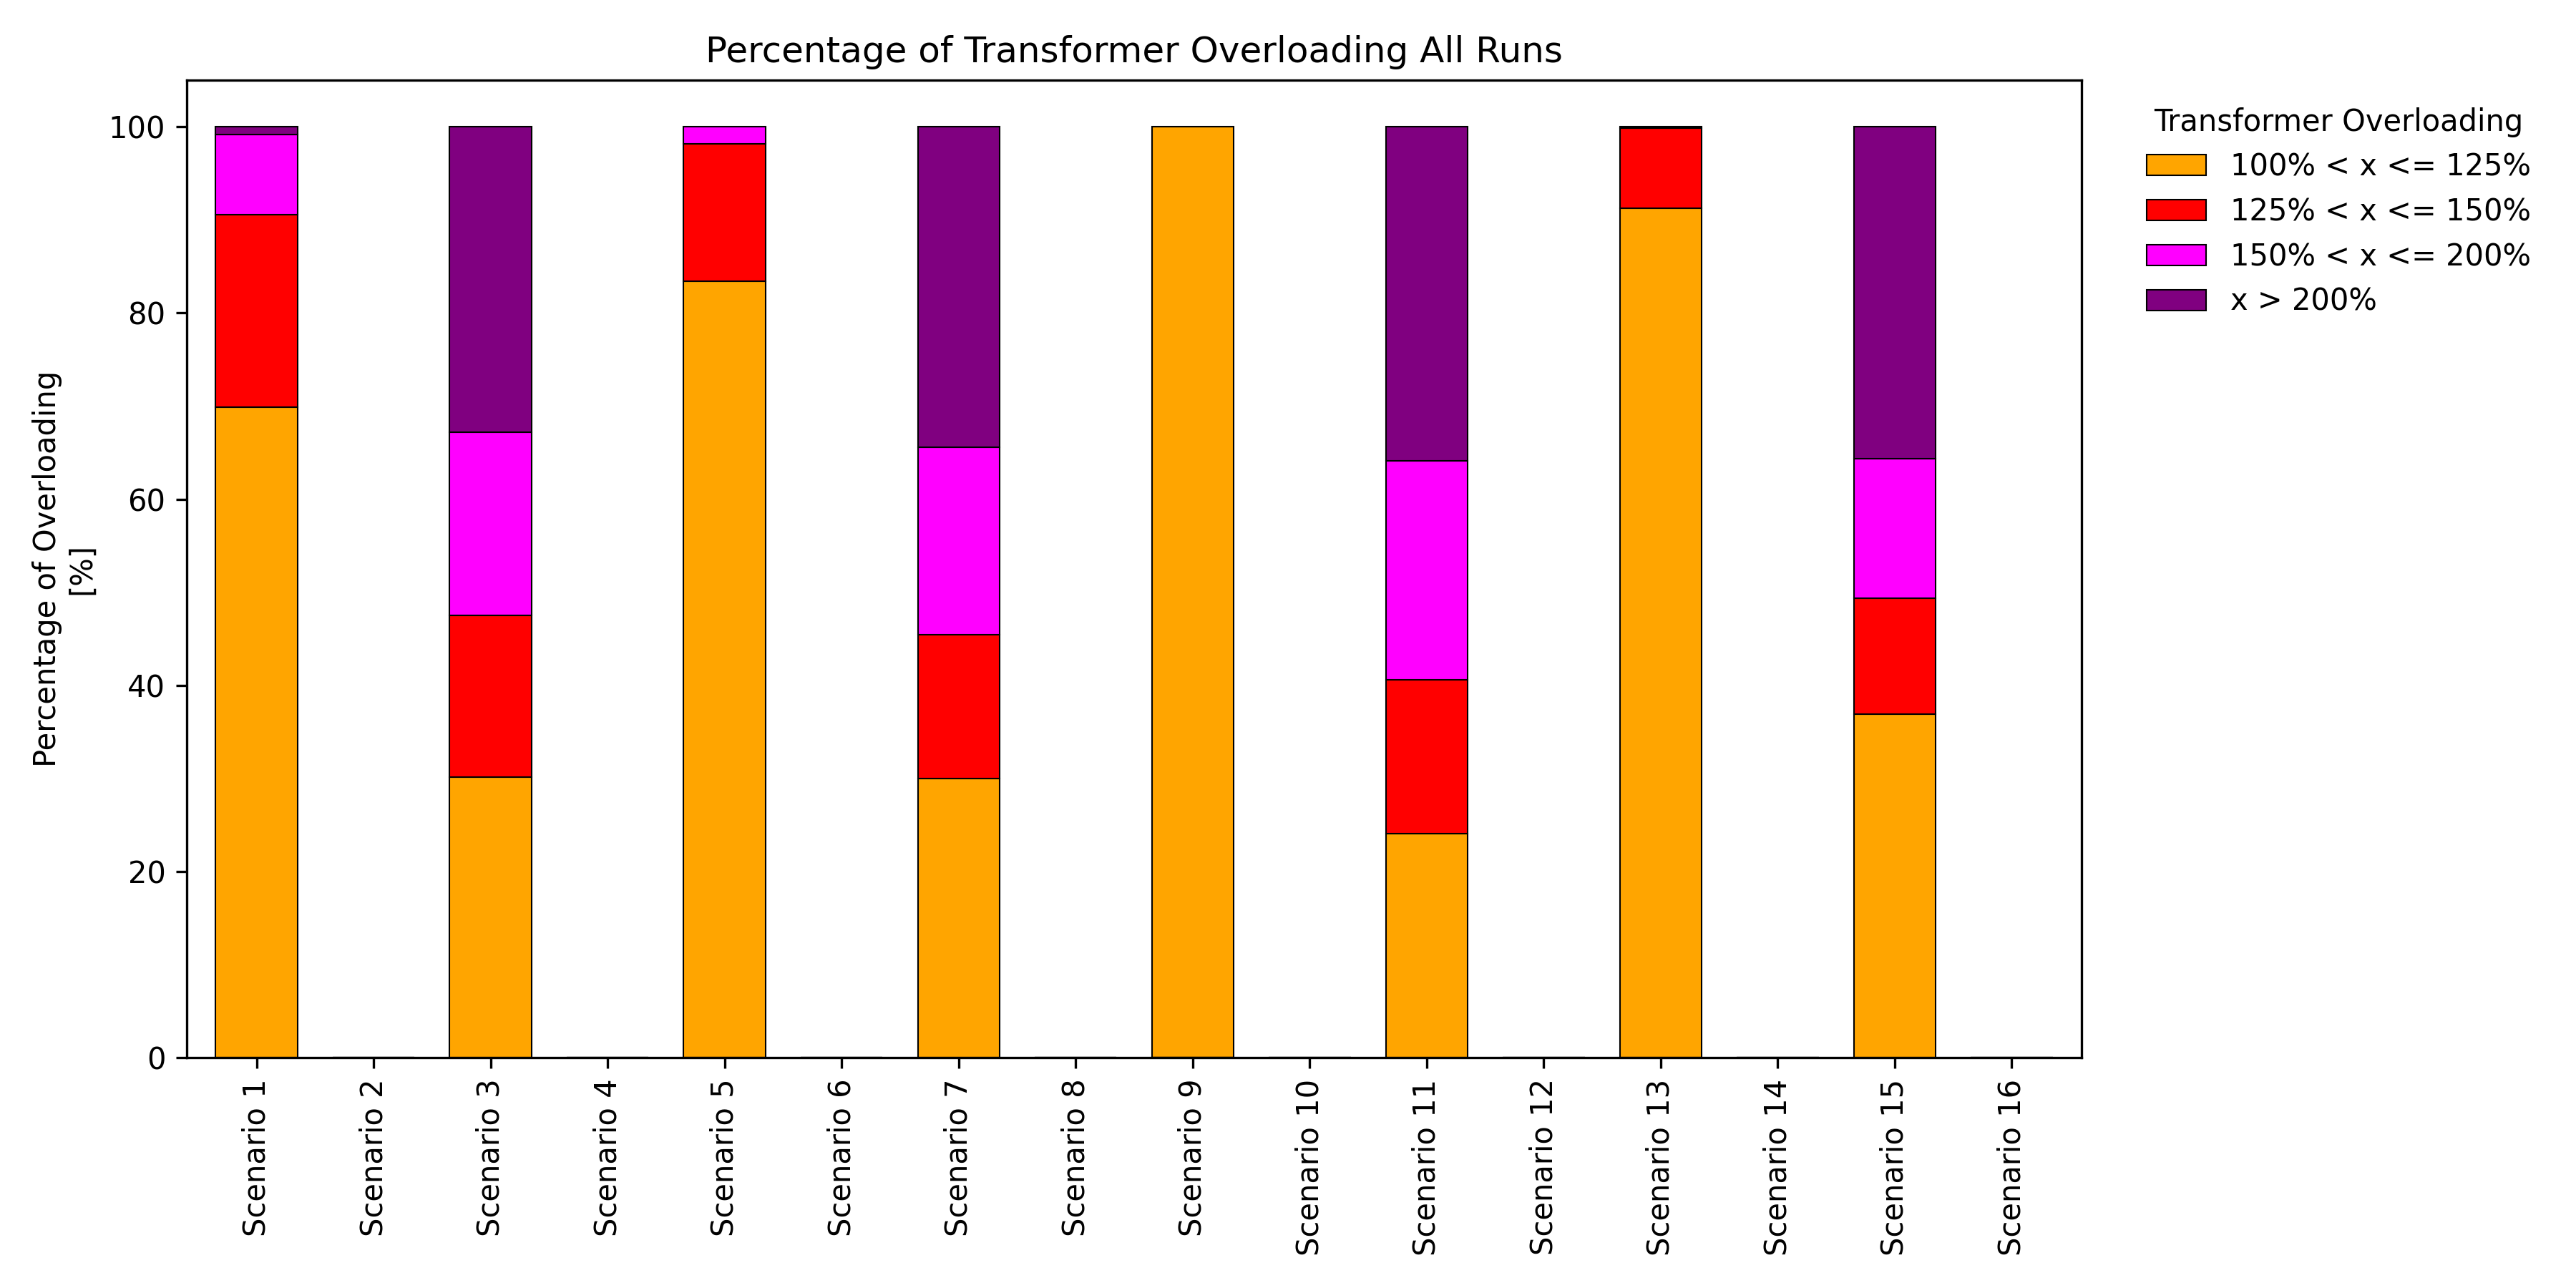 Percentage of Transformer Overloading All Runs
Percentage of Overloading
[%]
100
80
60
40
20
0
Scenario 1
Scenario 2
Scenario 3
Scenario 4
Scenario 5
Scenario 6
Scenario 7
Scenario 8
Scenario 9
Scenario 10
Scenario 11
Scenario 12
Scenario 13
Scenario 14
Scenario 15
Scenario 16
Transformer Overloading
100% < x <= 125%
125% < x <= 150%
150% < x <= 200%
x > 200%